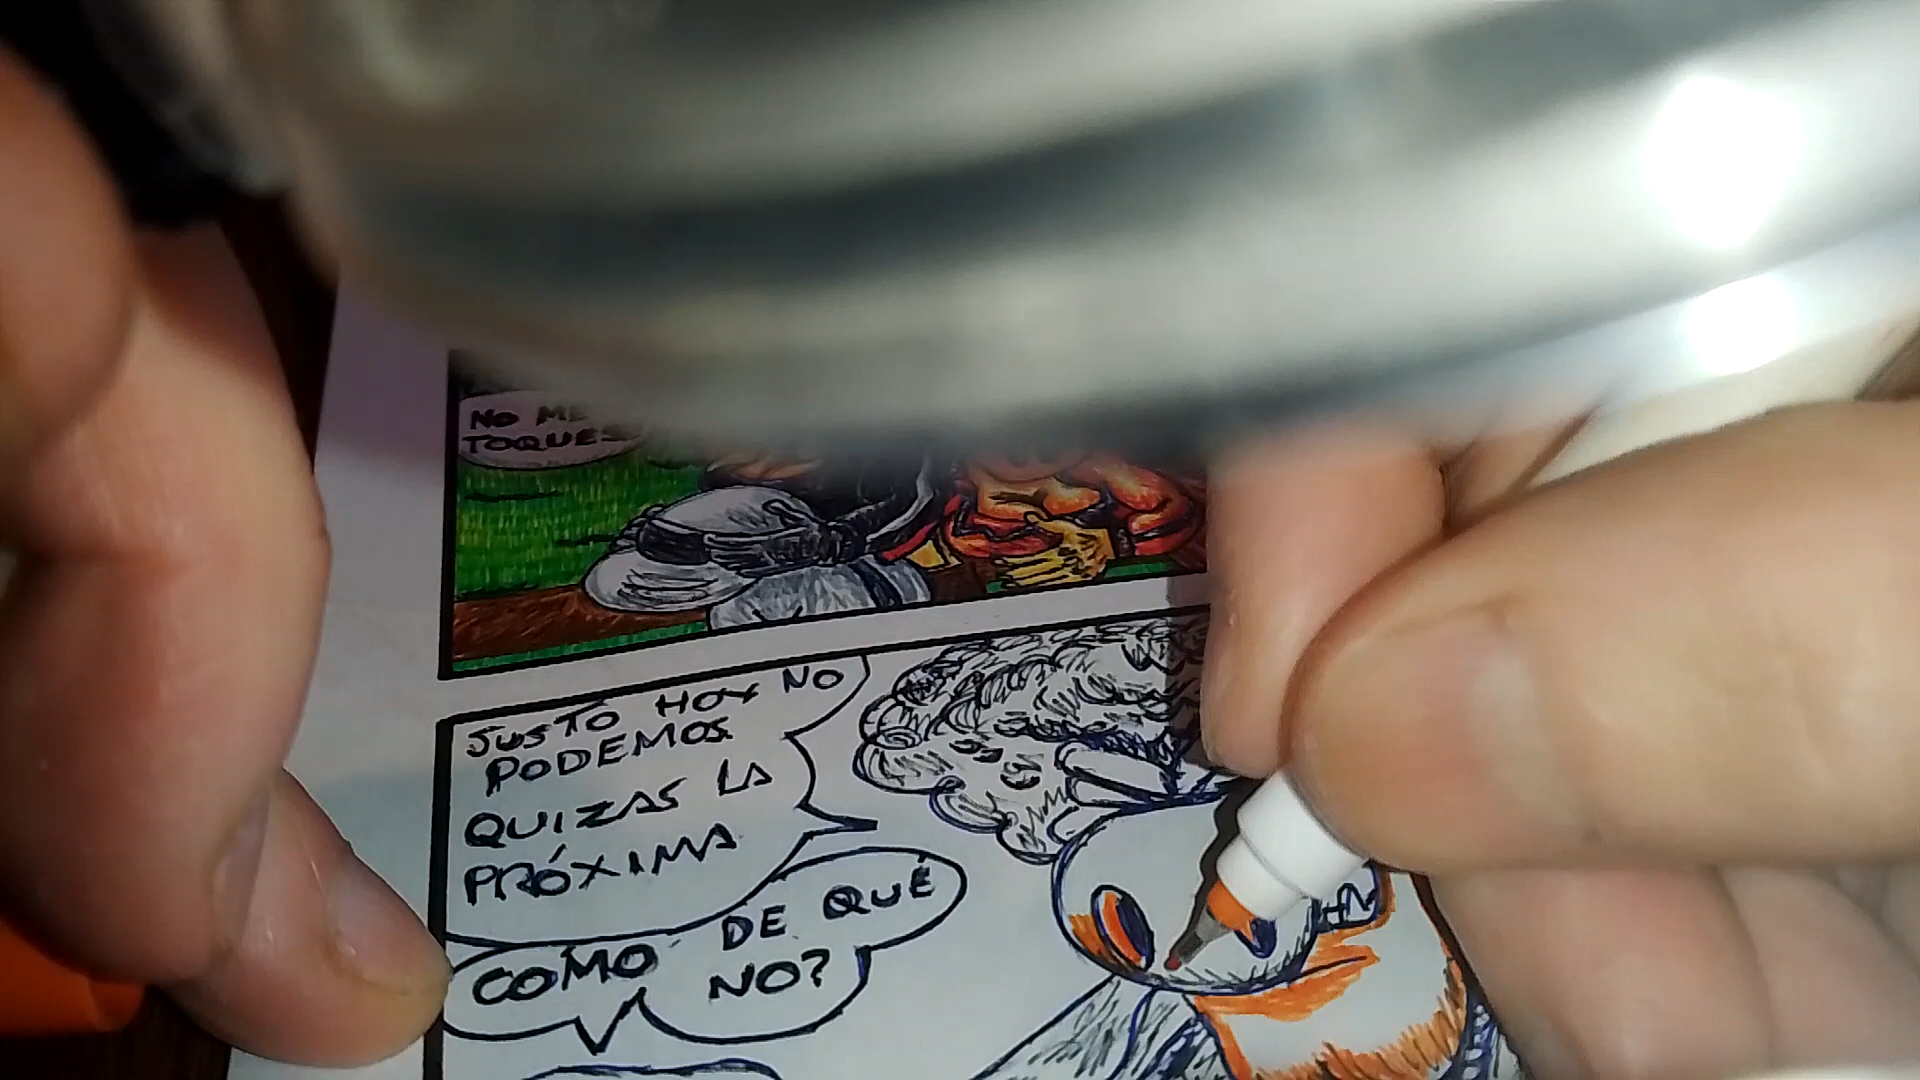 NO ME
TOQUES
JUSTO HOY NO
PODEMOS
QUIZAS LA
PRÓXIMA
COMO DE QUÉ
NO?